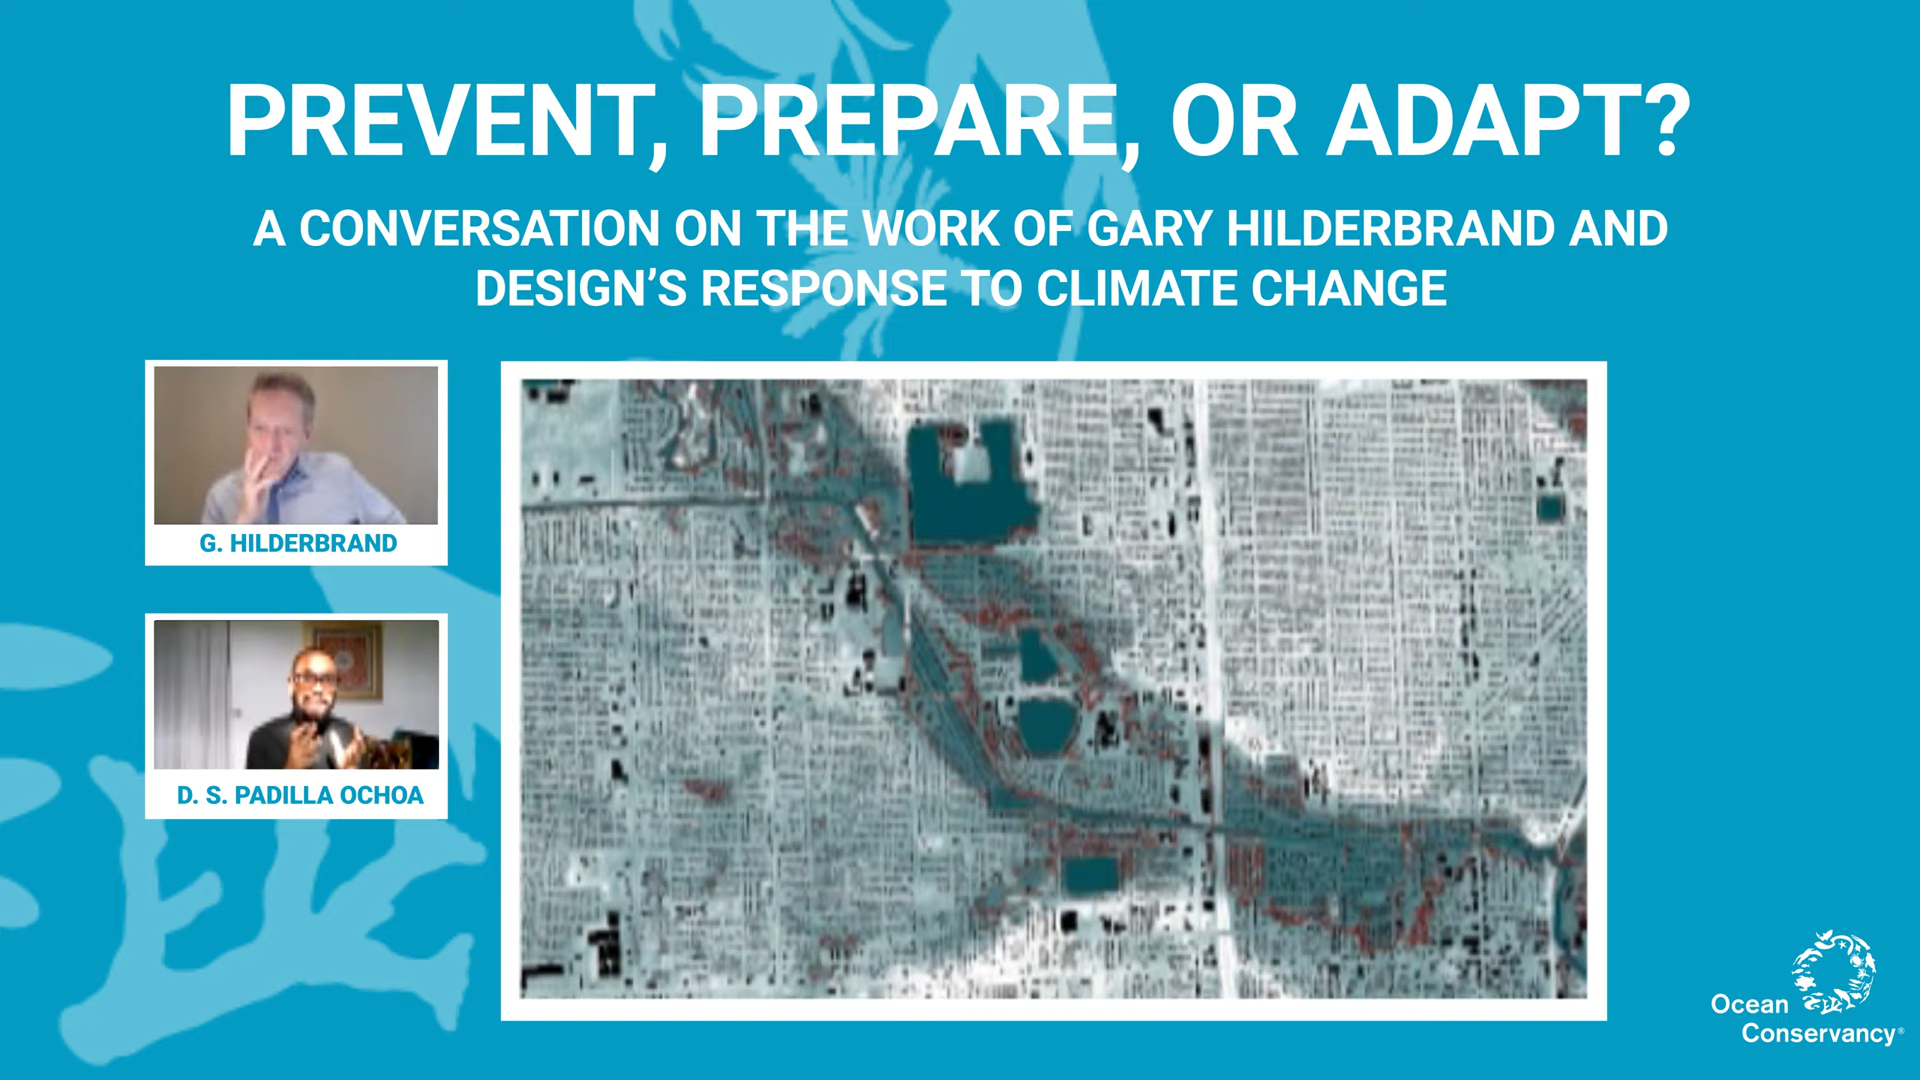 PREVENT, PREPARE, OR ADAPT?
A CONVERSATION ON THE WORK OF GARY HILDERBRAND AND
DESIGN’S RESPONSE TO CLIMATE CHANGE
G. HILDERBRAND
D. S. PADILLA OCHOA
Ocean
Conservancy®